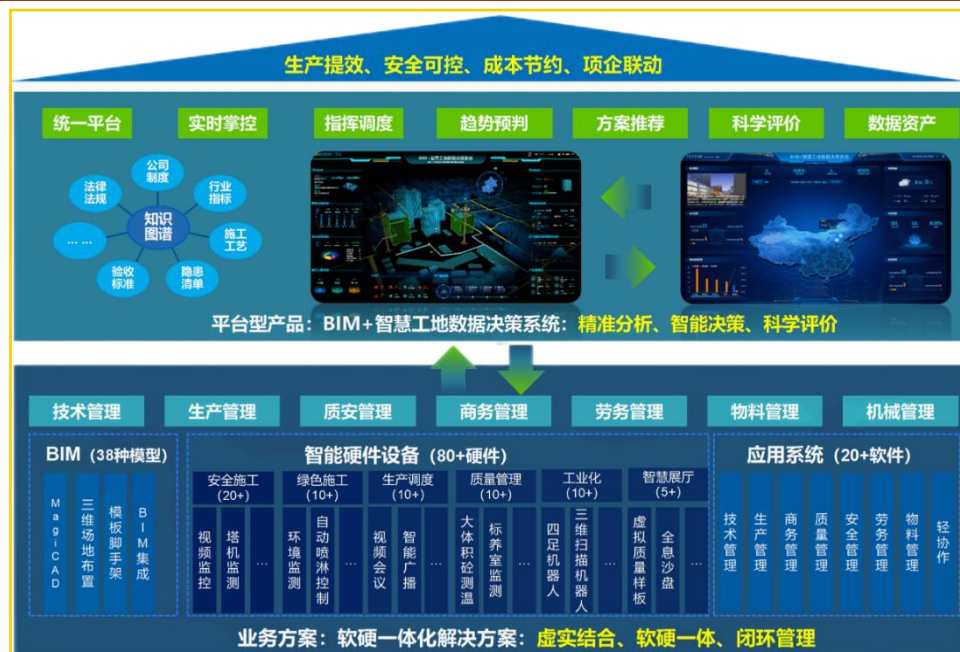 生产提效、安全可控、成本节约、项企联动
统一平台
实时掌控
指挥调度
趋势预判
方案推荐
科学评价
数据资产
公司
制度
法律
法规
行业
指标
知识
图谱
... ...
施工
工艺
验收
标准
隐患
清单
平台型产品：BIM+智慧工地数据决策系统：精准分析、智能决策、科学评价
技术管理
生产管理
质安管理
商务管理
劳务管理
物料管理
机械管理
BIM（38种模型）
MagiCAD
三维场地布置
模板脚手架
BIM集成
智能硬件设备（80+硬件）
安全施工
(20+)
绿色施工
(10+)
生产调度
(10+)
质量管理
(10+)
工业化
(10+)
智慧展厅
(5+)
视频监控
塔机监测
...
环境监测
自动喷淋控制
视频会议
智能广播
...
大体积砼测温
标养室监测
...
四足机器人
三维扫描机器人
虚拟质量样板
全息沙盘
...
应用系统（20+软件）
技术管理
生产管理
商务管理
质量管理
安全管理
劳务管理
物料管理
轻协作
业务方案：软硬一体化解决方案：虚实结合、软硬一体、闭环管理